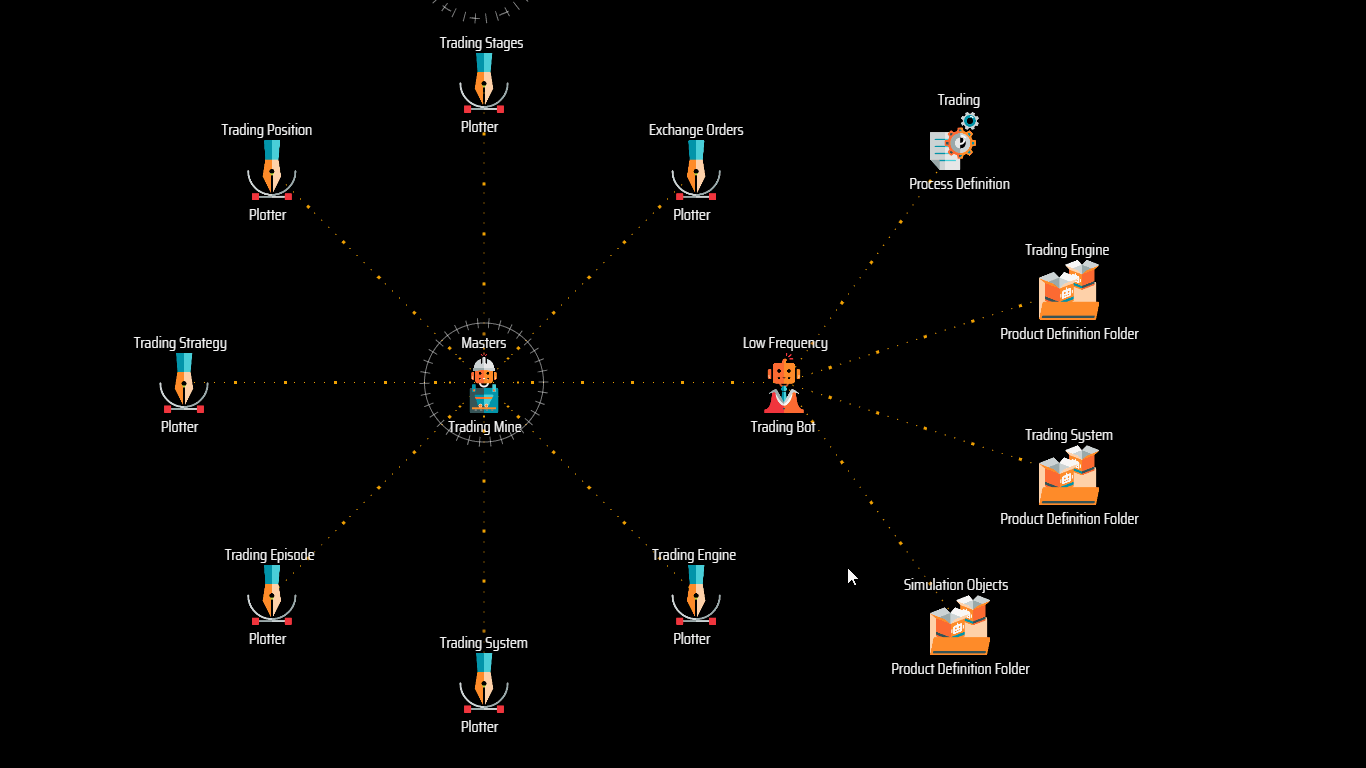 Trading Stages
Plotter
Trading Position
Plotter
Exchange Orders
Plotter
Trading
Process Definition
Trading Engine
Product Definition Folder
Trading Strategy
Plotter
Masters
Trading Mine
Low Frequency
Trading Bot
Trading System
Product Definition Folder
Trading Episode
Plotter
Trading Engine
Plotter
Simulation Objects
Product Definition Folder
Trading System
Plotter